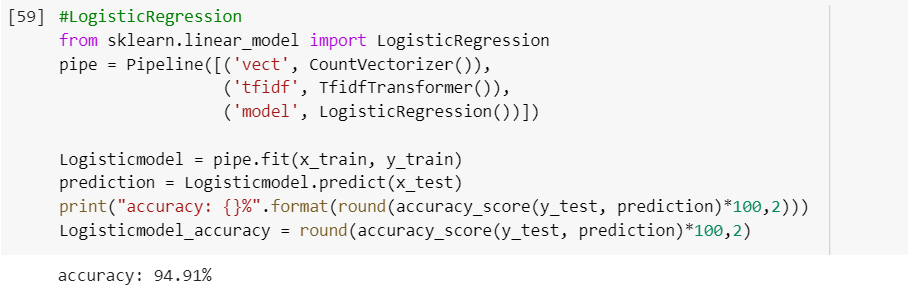 [59] #LogisticRegression
from sklearn.linear_model import LogisticRegression
pipe = Pipeline([('vect', CountVectorizer()),
('tfidf', TfidfTransformer()),
('model', LogisticRegression())])
Logisticmodel = pipe.fit(x_train, y_train)
prediction = Logisticmodel.predict(x_test)
print("accuracy: {}%".format(round(accuracy_score(y_test, prediction)*100,2)))
Logisticmodel_accuracy = round(accuracy_score(y_test, prediction)*100,2)
accuracy: 94.91%